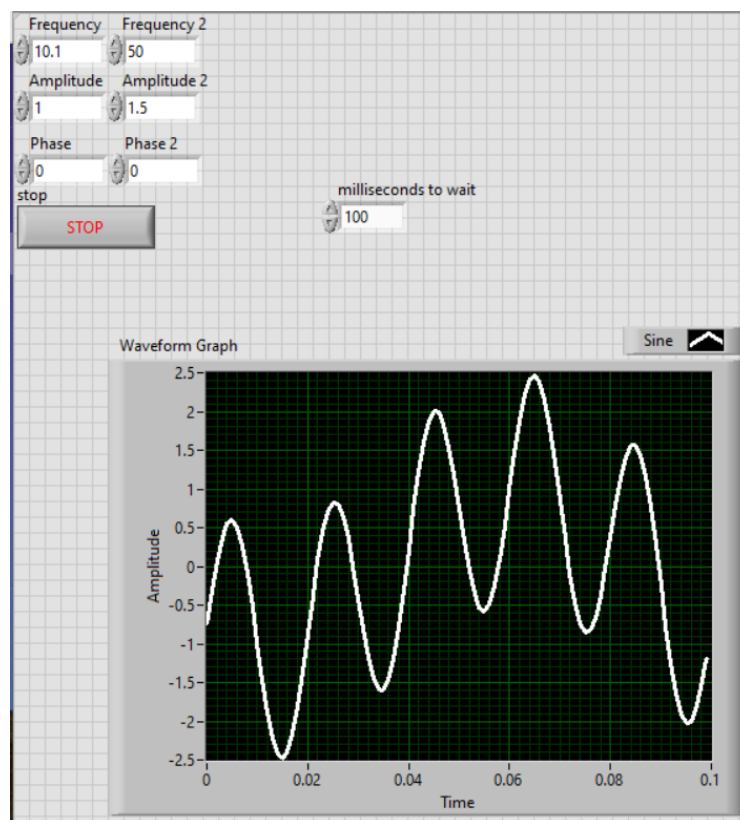 Frequency Frequency 2
10.1 50
Amplitude Amplitude 2
1 1.5
Phase Phase 2
0 0
stop
STOP
milliseconds to wait
100
Waveform Graph
Sine
2.5
2
1.5
1
0.5
0
-0.5
-1
-1.5
-2
-2.5
Amplitude
0 0.02 0.04 0.06 0.08 0.1
Time